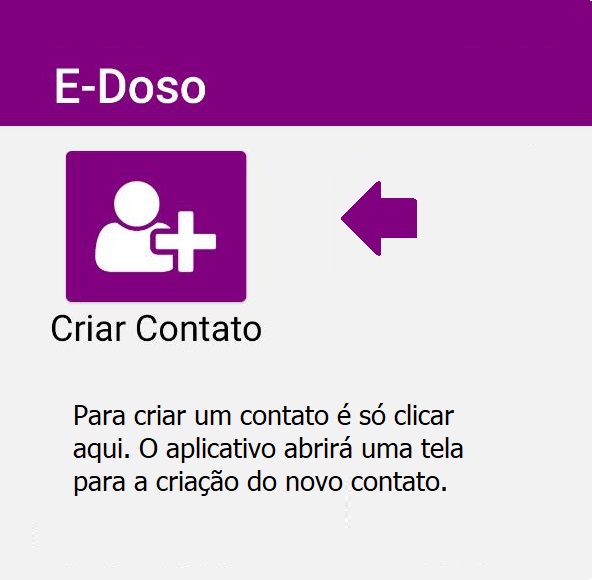 E-Doso
Criar Contato
Para criar um contato é só clicar
aqui. O aplicativo abrirá uma tela
para a criação do novo contato.